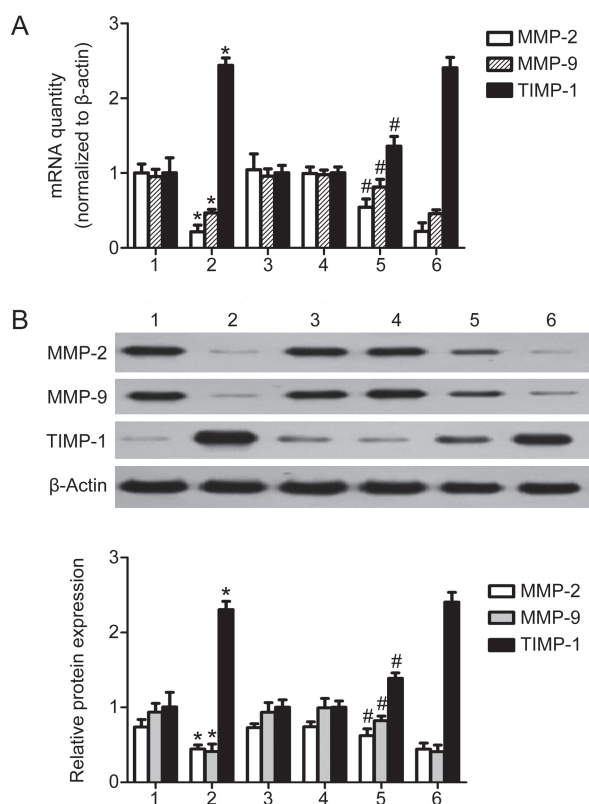 A
mRNA quantity
(normalized to β-actin)
3
2
1
0
* * *
# # #
1 2 3 4 5 6
MMP-2
MMP-9
TIMP-1
B
1 2 3 4 5 6
MMP-2
MMP-9
TIMP-1
β-Actin
Relative protein expression
3
2
1
0
* * *
# # #
1 2 3 4 5 6
MMP-2
MMP-9
TIMP-1